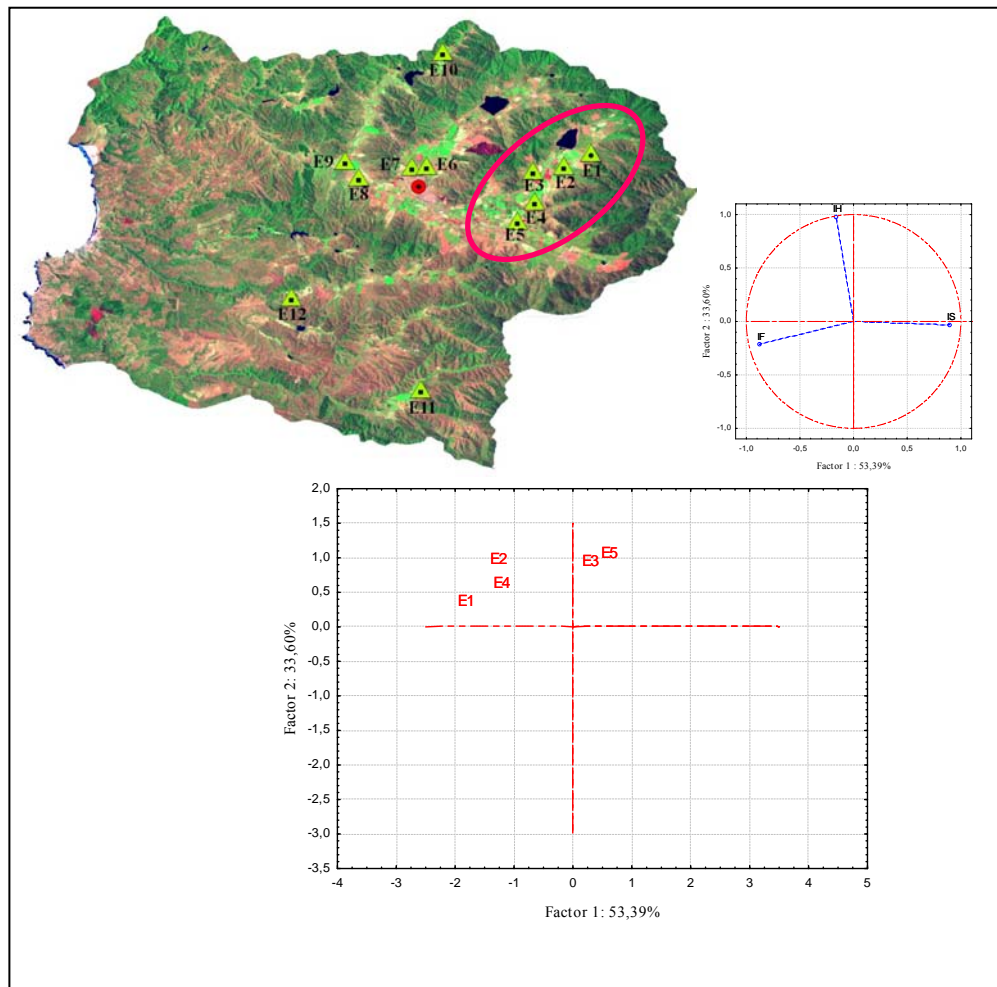 E10
E9
E7
E6
E8
E3
E2
E1
E4
E5
E12
E11
1,0
0,5
0,0
-0,5
-1,0
Factor 2 : 33,60%
IH
IS
IF
-1,0 -0,5 0,0 0,5 1,0
Factor 1 : 53,39%
2,0
1,5
1,0
0,5
0,0
-0,5
-1,0
-1,5
-2,0
-2,5
-3,0
-3,5
Factor 2: 33,60%
E2
E3
E5
E4
E1
-4 -3 -2 -1 0 1 2 3 4 5
Factor 1: 53,39%